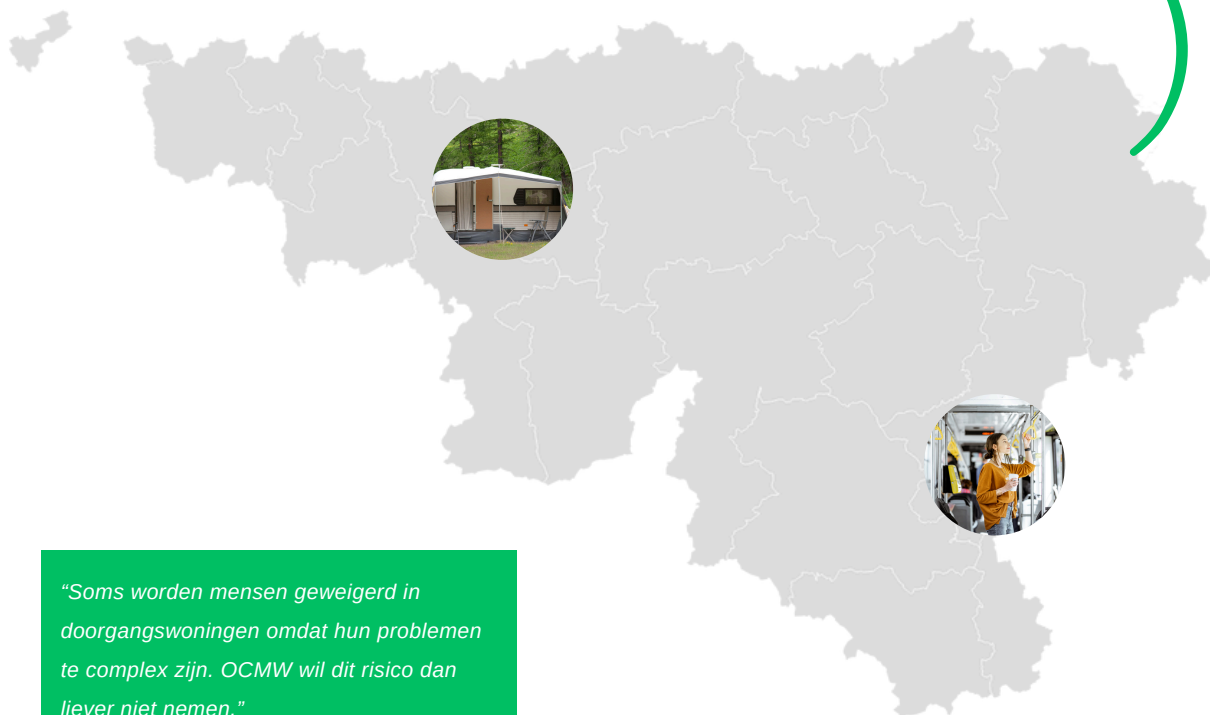 “Soms worden mensen geweigerd in
doorgangswoningen omdat hun problemen
te complex zijn. OCMW wil dit risico dan
liever niet nemen.”